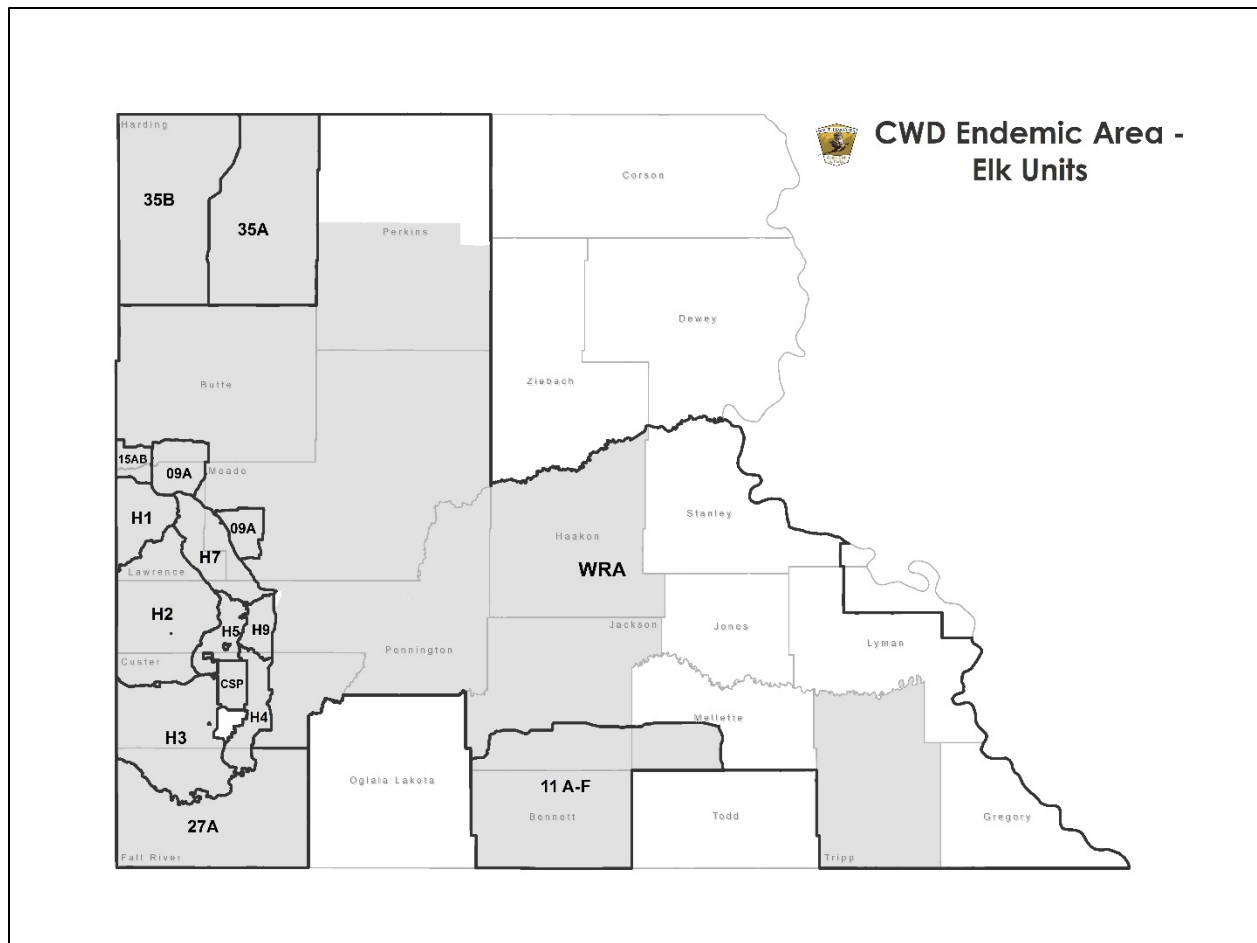 CWD Endemic Area -
Elk Units
Harding
35B
35A
Corson
Perkins
Dewey
Butte
Ziebach
15AB
09A
Meade
H1
09A
Stanley
H7
Haakon
WRA
Lawrence
H2
H5
H9
Jackson
Jones
Lyman
Custer
Pennington
CSP
H4
H3
Mellette
Oglala Lakota
11 A-F
Bennett
Todd
Gregory
27A
Fall River
Tripp